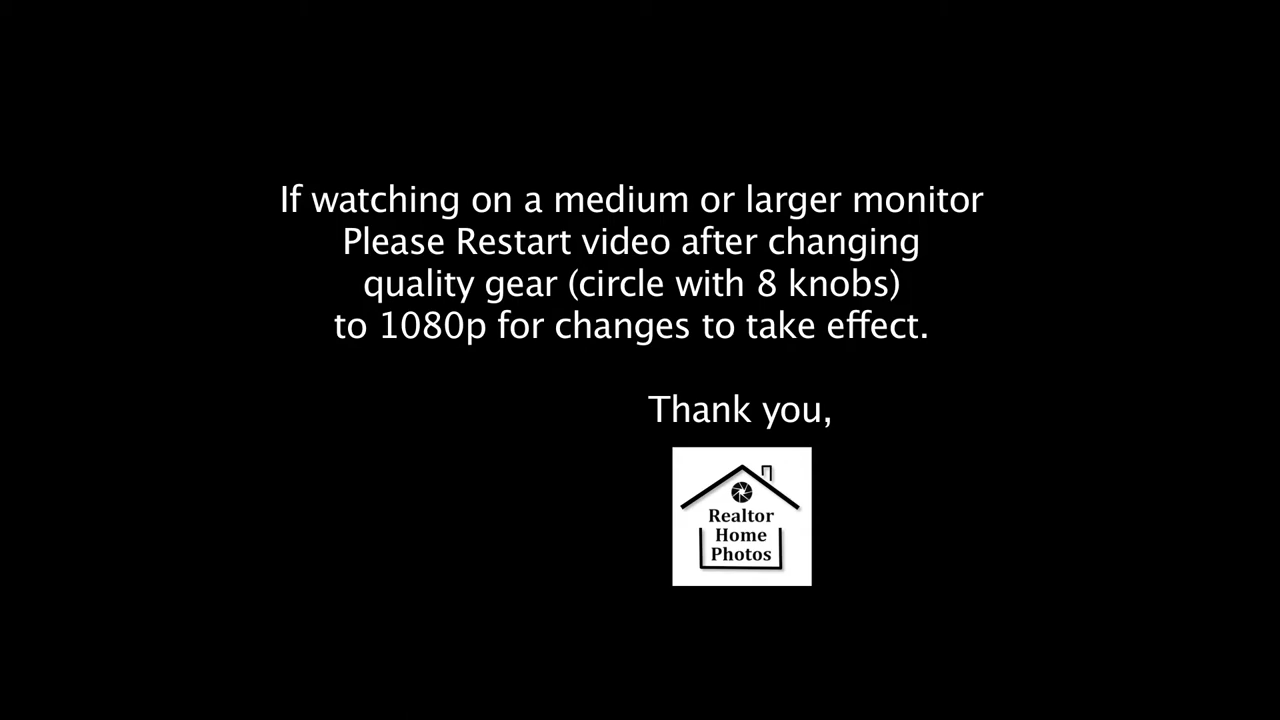 If watching on a medium or larger monitor
Please Restart video after changing
quality gear (circle with 8 knobs)
to 1080p for changes to take effect.
Thank you,
Realtor
Home
Photos